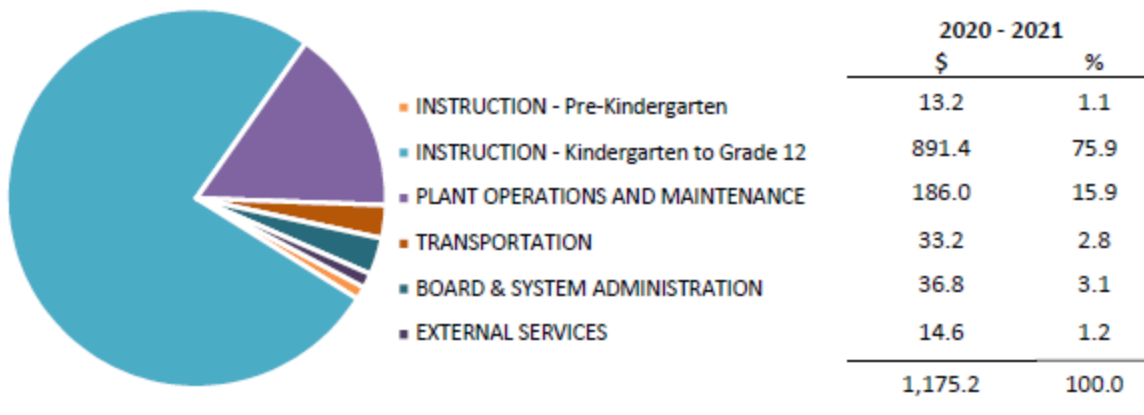 2020 - 2021
$ %
INSTRUCTION - Pre-Kindergarten 13.2 1.1
INSTRUCTION - Kindergarten to Grade 12 891.4 75.9
PLANT OPERATIONS AND MAINTENANCE 186.0 15.9
TRANSPORTATION 33.2 2.8
BOARD & SYSTEM ADMINISTRATION 36.8 3.1
EXTERNAL SERVICES 14.6 1.2
1,175.2 100.0